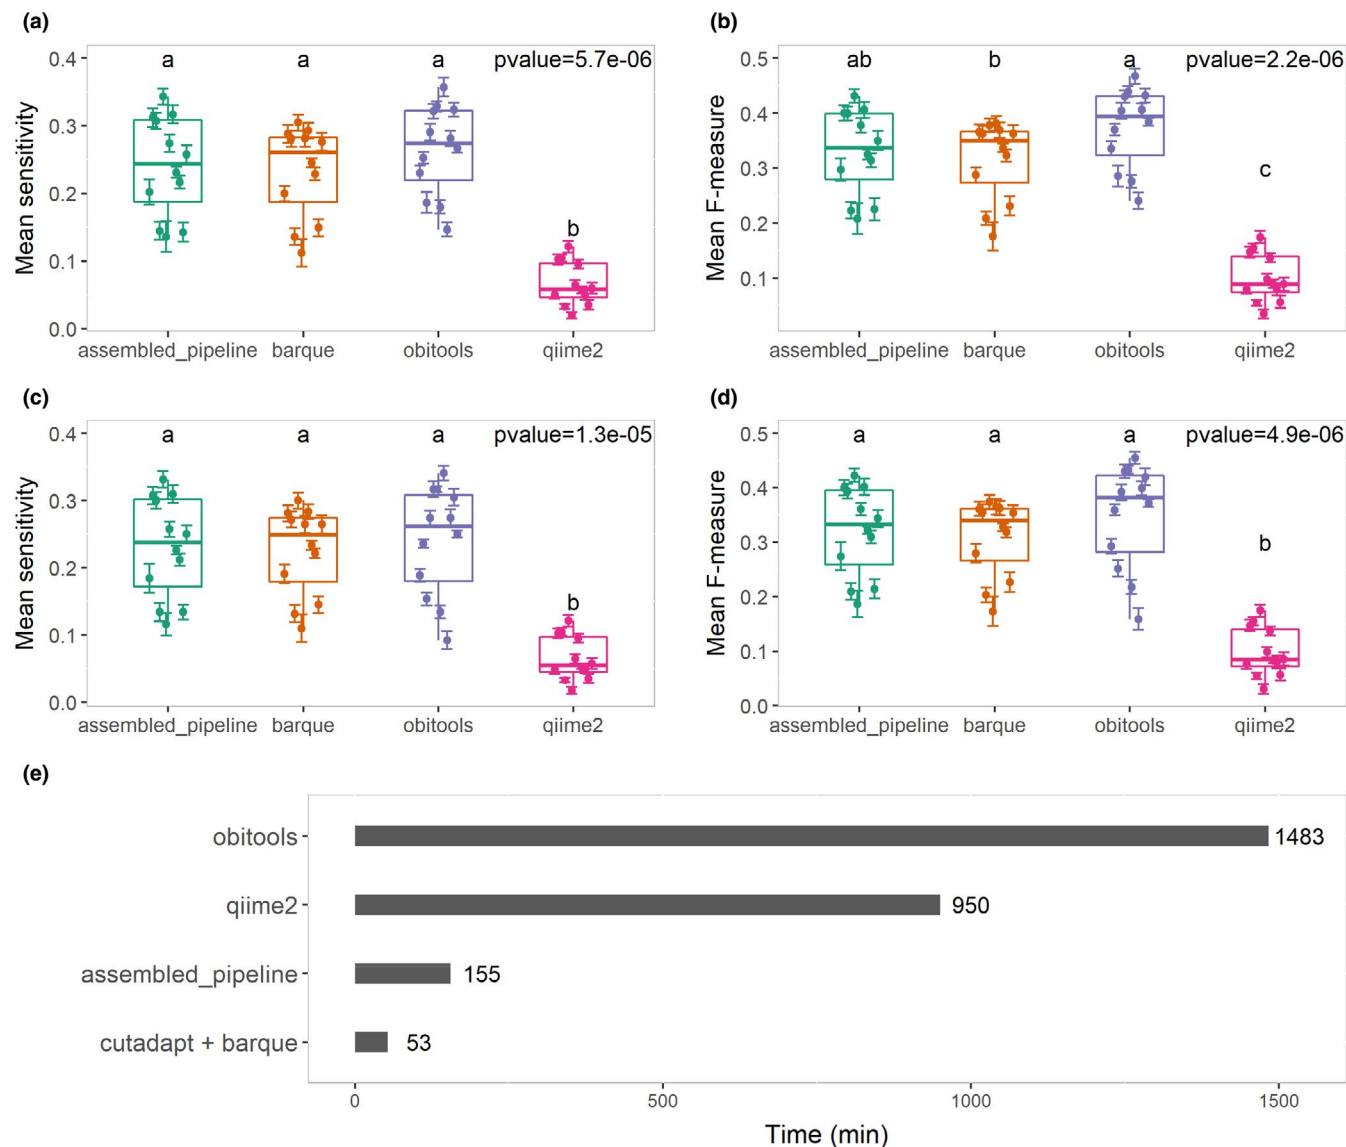 (a)
a a a pvalue=5.7e-06
b
Mean sensitivity
0.4
0.3
0.2
0.1
0.0
assembled_pipeline barque obitools qiime2
(b)
ab b a pvalue=2.2e-06
c
Mean F-measure
0.5
0.4
0.3
0.2
0.1
assembled_pipeline barque obitools qiime2
(c)
a a a pvalue=1.3e-05
b
Mean sensitivity
0.4
0.3
0.2
0.1
0.0
assembled_pipeline barque obitools qiime2
(d)
a a a pvalue=4.9e-06
b
Mean F-measure
0.5
0.4
0.3
0.2
0.1
0.0
assembled_pipeline barque obitools qiime2
(e)
obitools 1483
qiime2 950
assembled_pipeline 155
cutadapt + barque 53
0 500 1000 1500
Time (min)